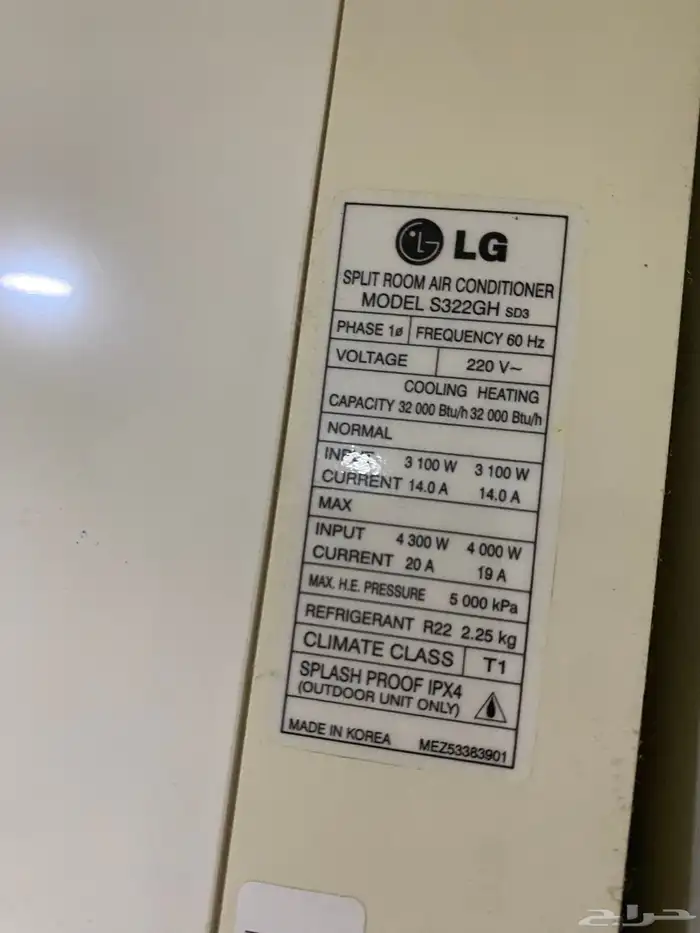 LG
SPLIT ROOM AIR CONDITIONER
MODEL S322GH SD3
PHASE 1ø FREQUENCY 60 Hz
VOLTAGE 220 V~
COOLING HEATING
CAPACITY 32 000 Btu/h 32 000 Btu/h
NORMAL
INPUT 3 100 W 3 100 W
CURRENT 14.0 A 14.0 A
MAX
INPUT 4 300 W 4 000 W
CURRENT 20 A 19 A
MAX. H.E. PRESSURE 5 000 kPa
REFRIGERANT R22 2.25 kg
CLIMATE CLASS T1
SPLASH PROOF IPX4
(OUTDOOR UNIT ONLY)
MADE IN KOREA MEZ53383901
حراج